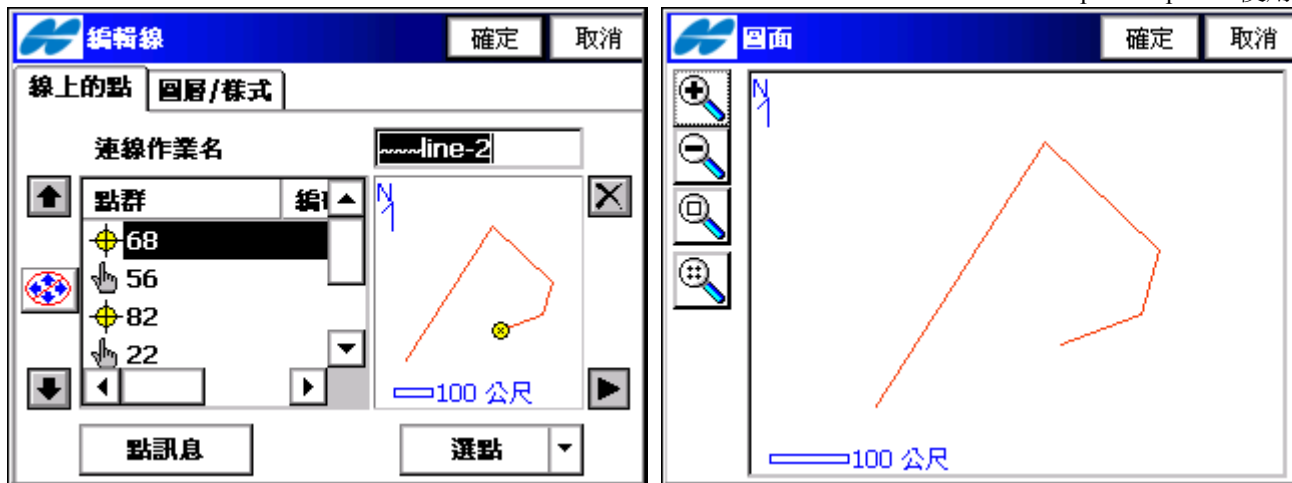 編輯線 確定 取消
線上的點 圖層/樣式
連線作業名 ~~~line-2
點群
68
56
82
22
N
100 公尺
點訊息 選點
圖面 確定 取消
N
100 公尺